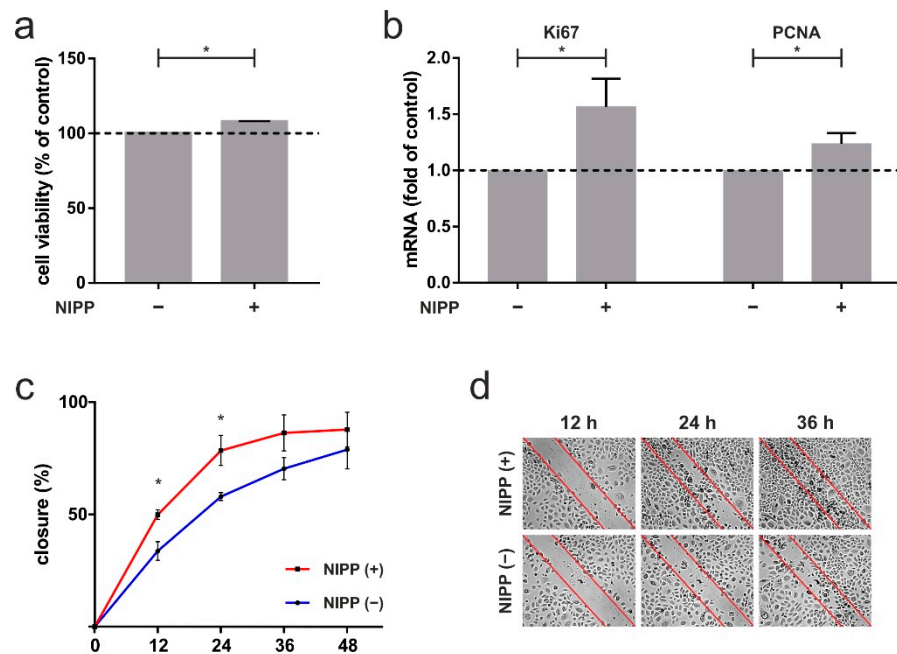 a
*
150
100
50
0
cell viability (% of control)
NIPP
−
+
b
Ki67
PCNA
*
*
2.0
1.5
1.0
0.5
0.0
mRNA (fold of control)
−
+
−
+
c
100
50
0
closure (%)
*
*
NIPP (+)
NIPP (−)
0 12 24 36 48
d
12 h 24 h 36 h
NIPP (+)
NIPP (−)